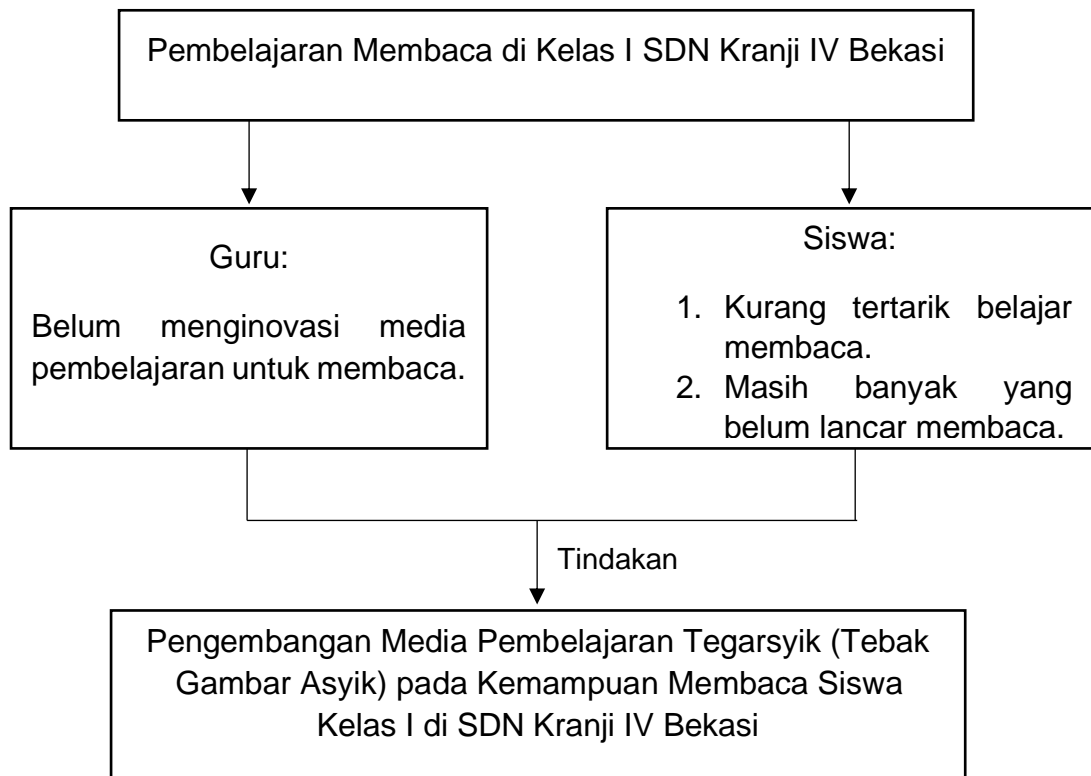 Pembelajaran Membaca di Kelas I SDN Kranji IV Bekasi
Guru:
Belum menginovasi media
pembelajaran untuk membaca.
Siswa:
1. Kurang tertarik belajar
membaca.
2. Masih banyak yang
belum lancar membaca.
Tindakan
Pengembangan Media Pembelajaran Tegarsyik (Tebak
Gambar Asyik) pada Kemampuan Membaca Siswa
Kelas I di SDN Kranji IV Bekasi